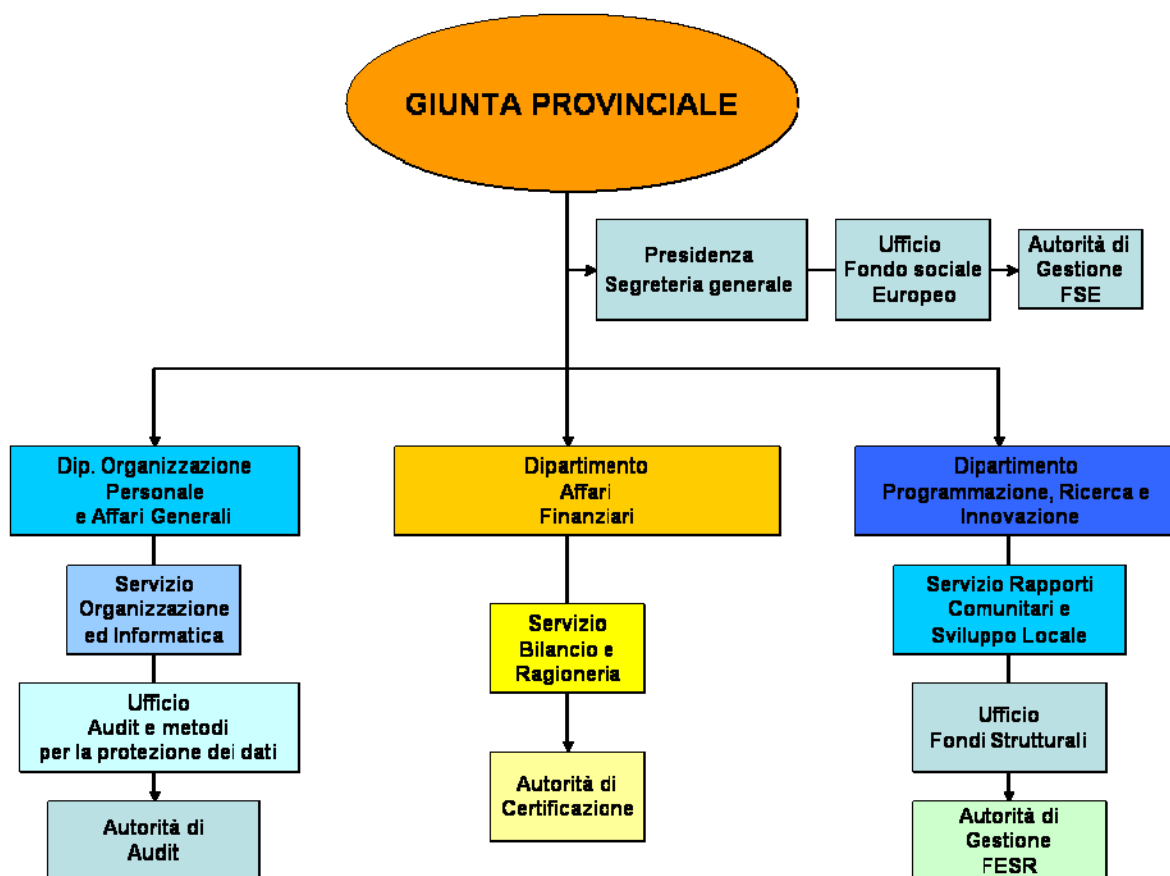 GIUNTA PROVINCIALE
Presidenza
Segreteria generale
Ufficio
Fondo sociale
Europeo
Autorità di
Gestione
FSE
Dip. Organizzazione
Personale
e Affari Generali
Dipartimento
Affari
Finanziari
Dipartimento
Programmazione, Ricerca e
Innovazione
Servizio
Organizzazione
ed Informatica
Servizio
Bilancio e
Ragioneria
Servizio Rapporti
Comunitari e
Sviluppo Locale
Ufficio
Audit e metodi
per la protezione dei dati
Ufficio
Fondi Strutturali
Autorità di
Audit
Autorità di
Certificazione
Autorità di
Gestione
FESR